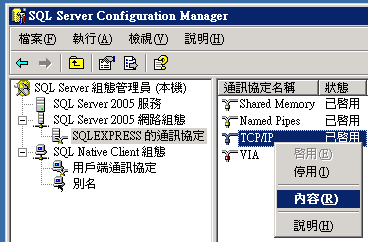 SQL Server Configuration Manager
檔案(F) 執行(A) 檢視(V) 說明(H)
SQL Server 組態管理員 (本機)
SQL Server 2005 服務
SQL Server 2005 網路組態
SQLEXPRESS 的通訊協定
SQL Native Client 組態
用戶端通訊協定
別名
通訊協定名稱 狀態
Shared Memory 已啓用
Named Pipes 已啓用
TCP/IP 已啓用
VIA
啓用(E)
停用(I)
內容(R)
說明(H)